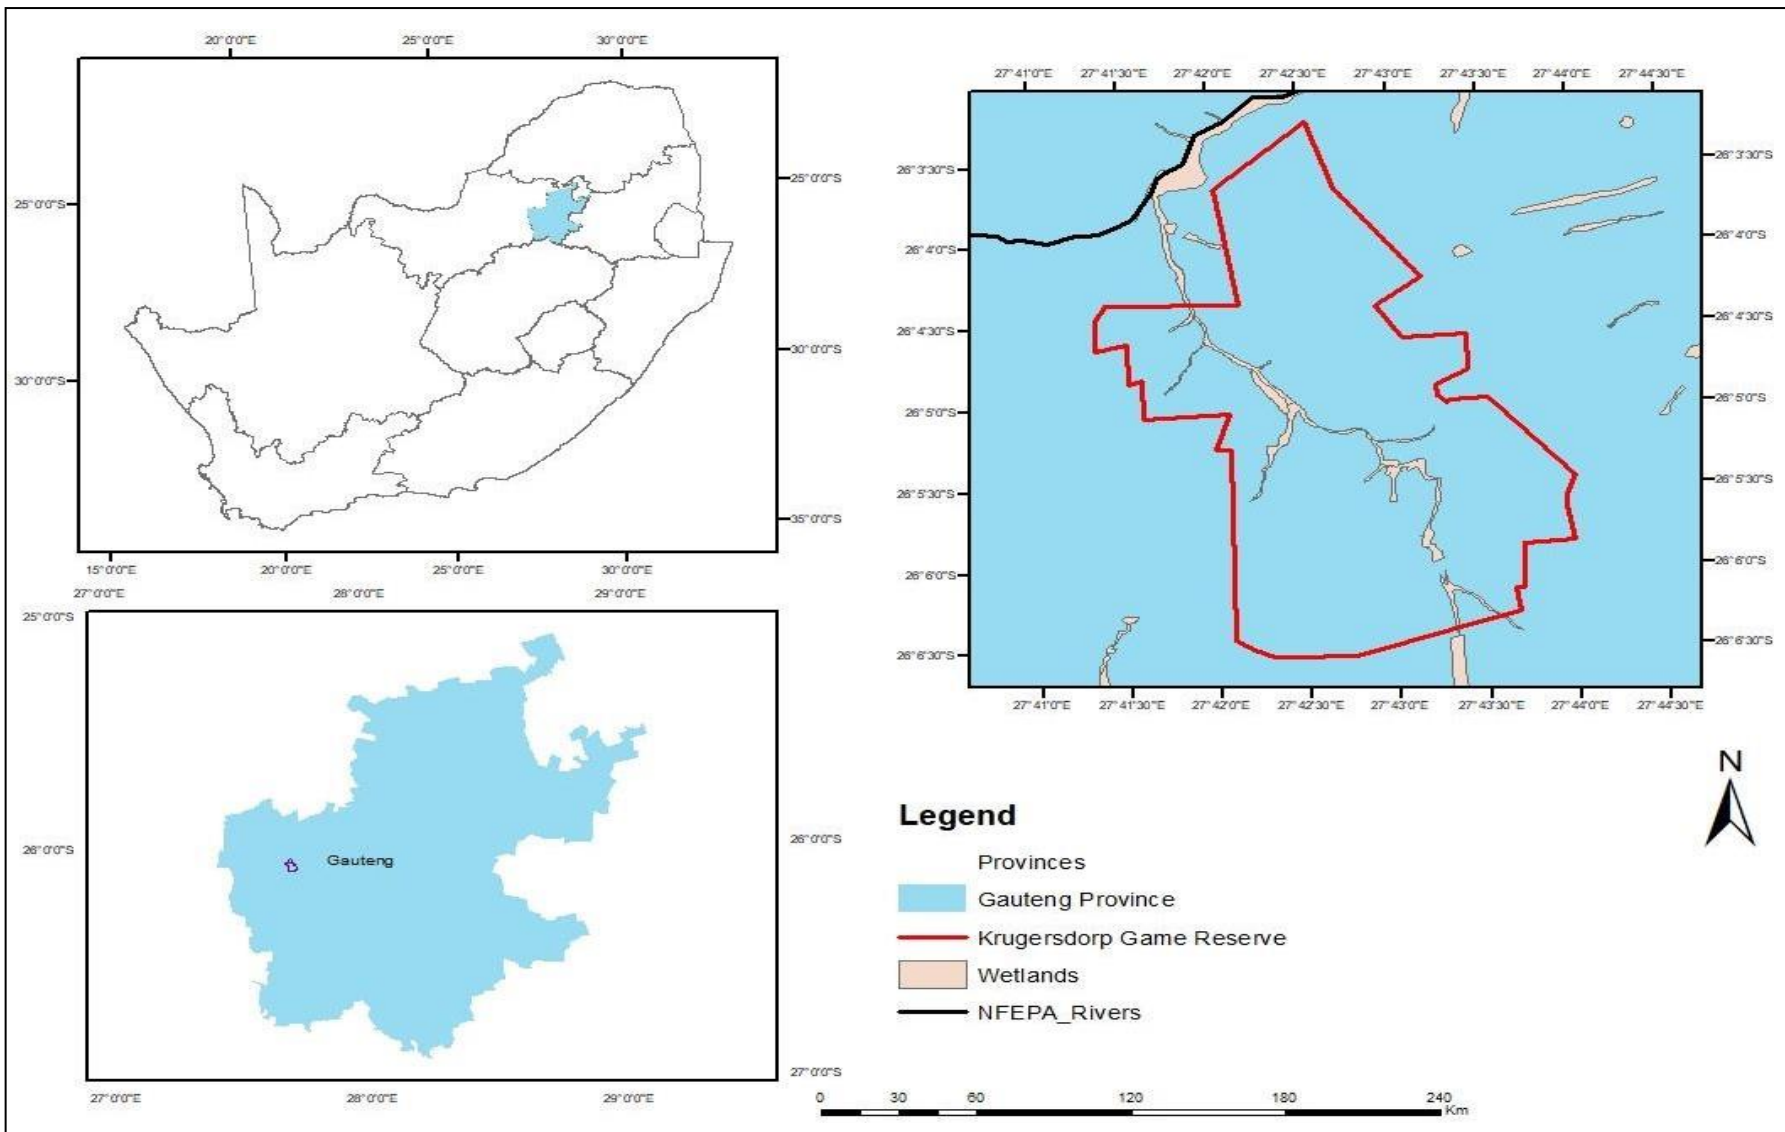 20°0'0"E 25°0'0"E 30°0'0"E
25°0'0"S
30°0'0"S
25°0'0"S
30°0'0"S
35°0'0"S
15°0'0"E 20°0'0"E 25°0'0"E 30°0'0"E
27°0'0"E 28°0'0"E 29°0'0"E
25°0'0"S
26°0'0"S
26°0'0"S
27°0'0"S
Gauteng
27°0'0"E 28°0'0"E 29°0'0"E
27°41'0"E 27°41'30"E 27°42'0"E 27°42'30"E 27°43'0"E 27°43'30"E 27°44'0"E 27°44'30"E
26°3'30"S
26°4'0"S
26°4'30"S
26°5'0"S
26°5'30"S
26°6'0"S
26°6'30"S
26°3'30"S
26°4'0"S
26°4'30"S
26°5'0"S
26°5'30"S
26°6'0"S
26°6'30"S
27°41'0"E 27°41'30"E 27°42'0"E 27°42'30"E 27°43'0"E 27°43'30"E 27°44'0"E 27°44'30"E
N
Legend
Provinces
Gauteng Province
Krugersdorp Game Reserve
Wetlands
NFEPA_Rivers
0 30 60 120 180 240
Km